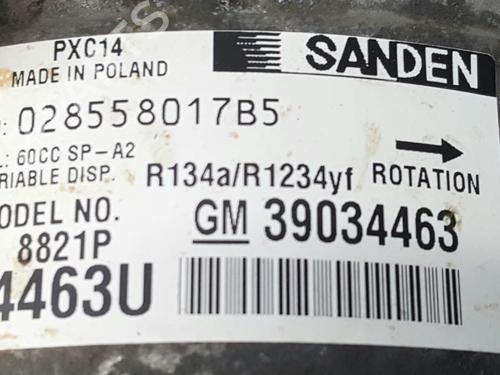 PXC14
MADE IN POLAND
SANDEN
: 028558017B5
L: 60CC SP-A2
RIABLE DISP.
R134a/R1234yf
ROTATION
ODEL NO.
8821P
GM 39034463
4463U